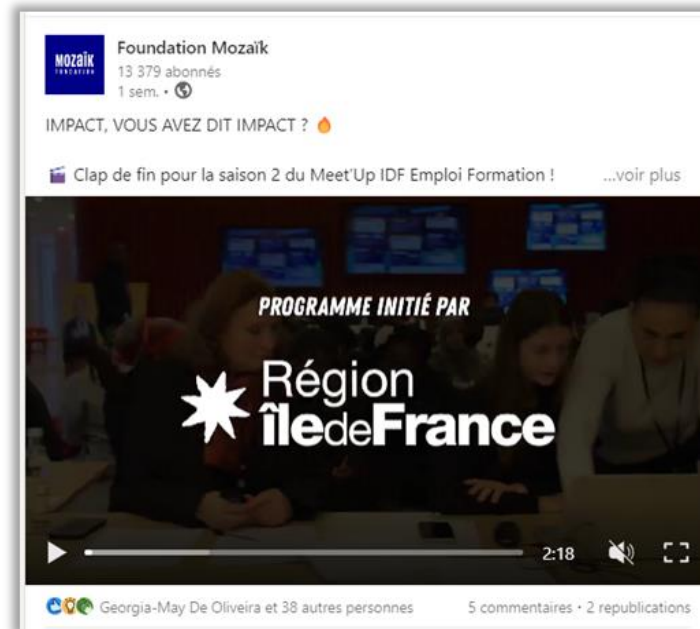 MOZAÏK
FONDATION
Foundation Mozaïk
13 379 abonnés
1 sem. •
IMPACT, VOUS AVEZ DIT IMPACT ? 🔥
🎬 Clap de fin pour la saison 2 du Meet'Up IDF Emploi Formation ! ...voir plus
PROGRAMME INITIÉ PAR
Région
îledeFrance
2:18
Georgia-May De Oliveira et 38 autres personnes 5 commentaires • 2 republications